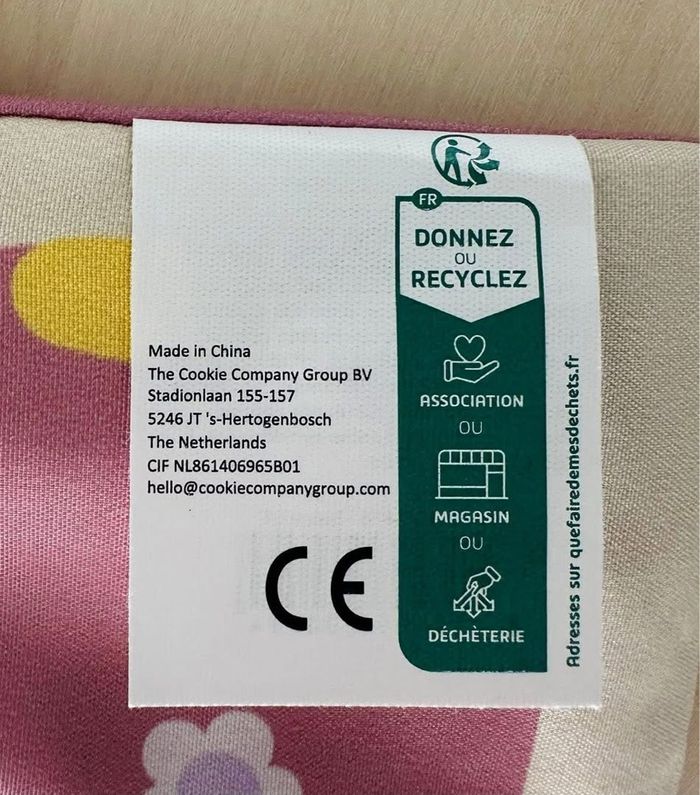 Made in China
The Cookie Company Group BV
Stadionlaan 155-157
5246 JT 's-Hertogenbosch
The Netherlands
CIF NL861406965B01
hello@cookiecompanygroup.com
CE
FR
DONNEZ
OU
RECYCLEZ
ASSOCIATION
OU
MAGASIN
OU
DÉCHÈTERIE
Adresses sur quefairedemesdechets.fr